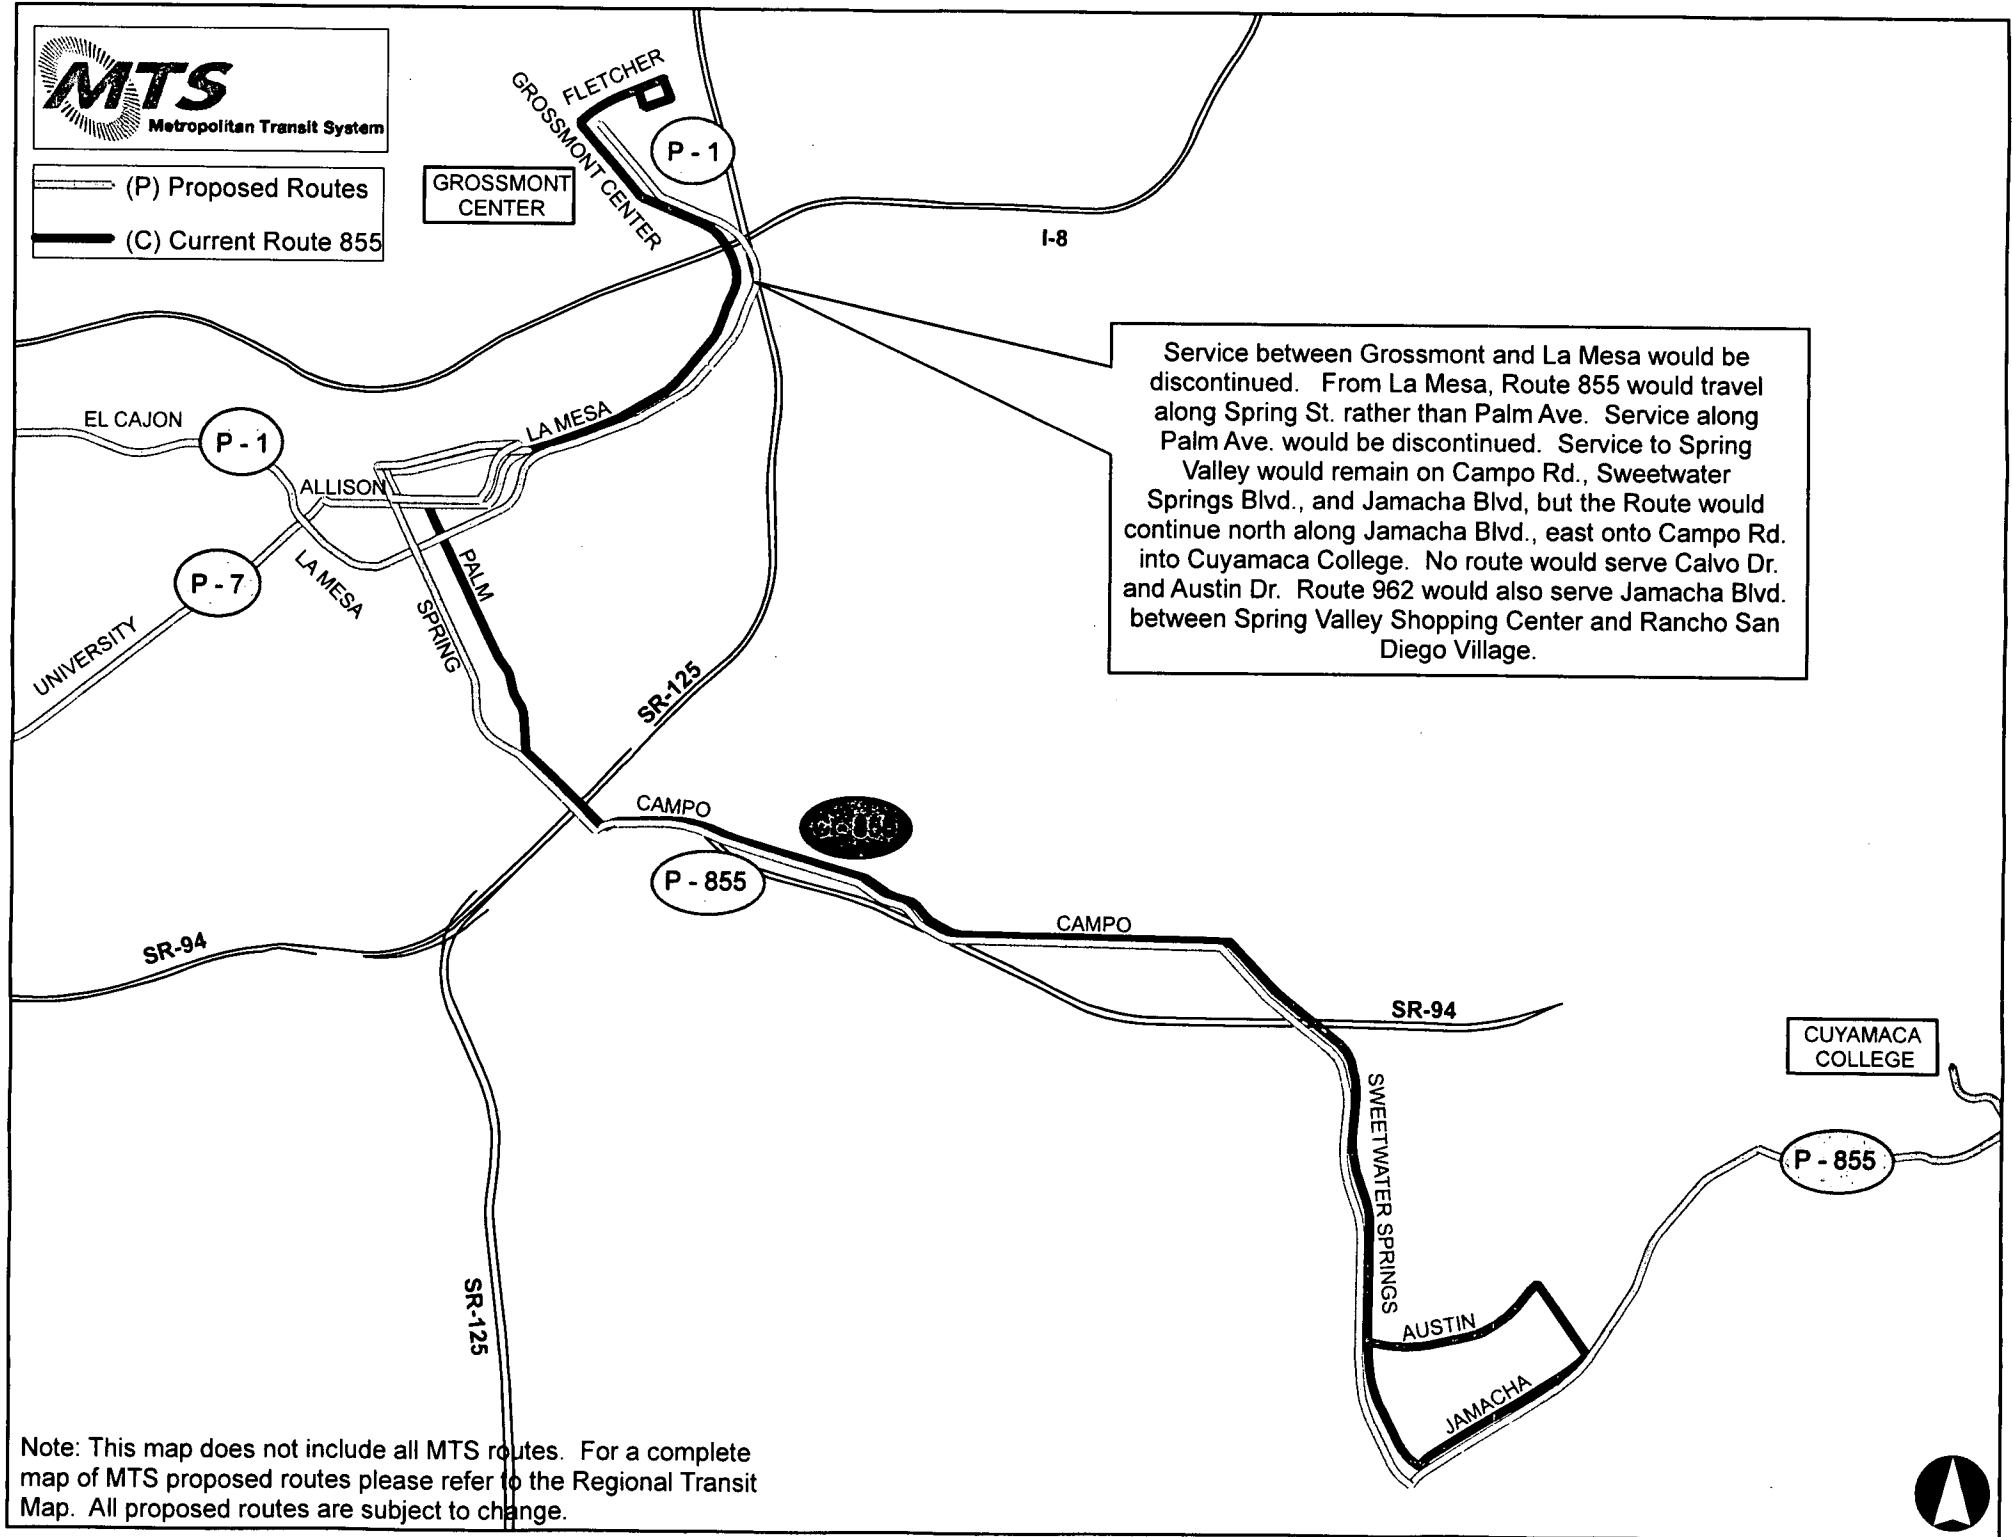 MTS
Metropolitan Transit System
(P) Proposed Routes
(C) Current Route 855
GROSSMONT
CENTER
FLETCHER
GROSSMONT CENTER
P - 1
I-8
Service between Grossmont and La Mesa would be
discontinued. From La Mesa, Route 855 would travel
along Spring St. rather than Palm Ave. Service along
Palm Ave. would be discontinued. Service to Spring
Valley would remain on Campo Rd., Sweetwater
Springs Blvd., and Jamacha Blvd, but the Route would
continue north along Jamacha Blvd., east onto Campo Rd.
into Cuyamaca College. No route would serve Calvo Dr.
and Austin Dr. Route 962 would also serve Jamacha Blvd.
between Spring Valley Shopping Center and Rancho San
Diego Village.
EL CAJON
P - 1
LA MESA
ALLISON
P - 7
LA MESA
PALM
SPRING
UNIVERSITY
SR-125
CAMPO
P - 855
CAMPO
SR-94
SR-94
CUYAMACA
COLLEGE
SWEETWATER SPRINGS
P - 855
SR-125
AUSTIN
JAMACHA
Note: This map does not include all MTS routes. For a complete
map of MTS proposed routes please refer to the Regional Transit
Map. All proposed routes are subject to change.